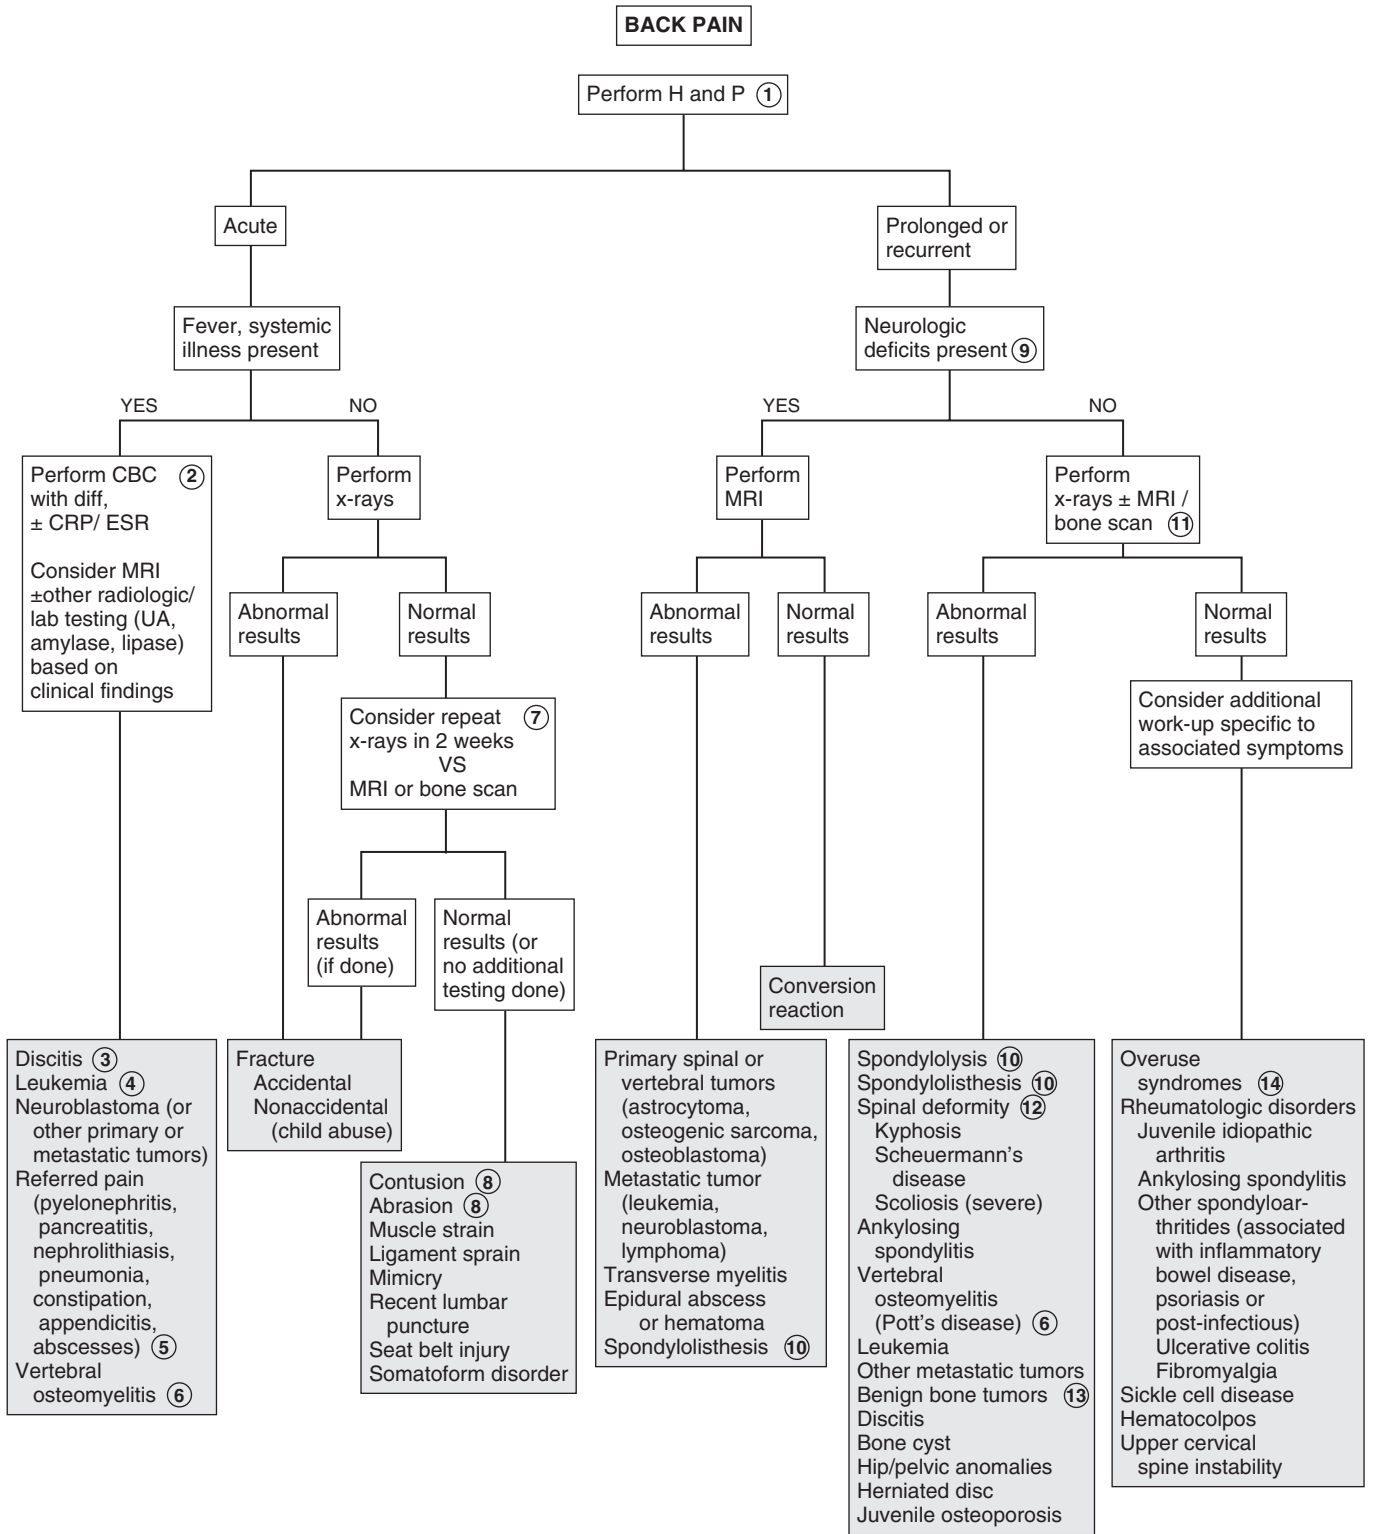 BACK PAIN
Perform H and P 1
Acute
Prolonged or
recurrent
Fever, systemic
illness present
Neurologic
deficits present 9
YES
NO
YES
NO
Perform CBC 2
with diff,
± CRP/ ESR
Consider MRI
±other radiologic/
lab testing (UA,
amylase, lipase)
based on
clinical findings
Perform
x-rays
Perform
MRI
Perform
x-rays ± MRI /
bone scan 11
Abnormal
results
Normal
results
Abnormal
results
Normal
results
Abnormal
results
Normal
results
Consider repeat 7
x-rays in 2 weeks
VS
MRI or bone scan
Consider additional
work-up specific to
associated symptoms
Abnormal
results
(if done)
Normal
results (or
no additional
testing done)
Conversion
reaction
Discitis 3
Leukemia 4
Neuroblastoma (or
other primary or
metastatic tumors)
Referred pain
(pyelonephritis,
pancreatitis,
nephrolithiasis,
pneumonia,
constipation,
appendicitis,
abscesses) 5
Vertebral
osteomyelitis 6
Fracture
Accidental
Nonaccidental
(child abuse)
Contusion 8
Abrasion 8
Muscle strain
Ligament sprain
Mimicry
Recent lumbar
puncture
Seat belt injury
Somatoform disorder
Primary spinal or
vertebral tumors
(astrocytoma,
osteogenic sarcoma,
osteoblastoma)
Metastatic tumor
(leukemia,
neuroblastoma,
lymphoma)
Transverse myelitis
Epidural abscess
or hematoma
Spondylolisthesis 10
Spondylolysis 10
Spondylolisthesis 10
Spinal deformity 12
Kyphosis
Scheuermann's
disease
Scoliosis (severe)
Ankylosing
spondylitis
Vertebral
osteomyelitis
(Pott's disease) 6
Leukemia
Other metastatic tumors
Benign bone tumors 13
Discitis
Bone cyst
Hip/pelvic anomalies
Herniated disc
Juvenile osteoporosis
Overuse
syndromes 14
Rheumatologic disorders
Juvenile idiopathic
arthritis
Ankylosing spondylitis
Other spondyloar-
thritides (associated
with inflammatory
bowel disease,
psoriasis or
post-infectious)
Ulcerative colitis
Fibromyalgia
Sickle cell disease
Hematocolpos
Upper cervical
spine instability